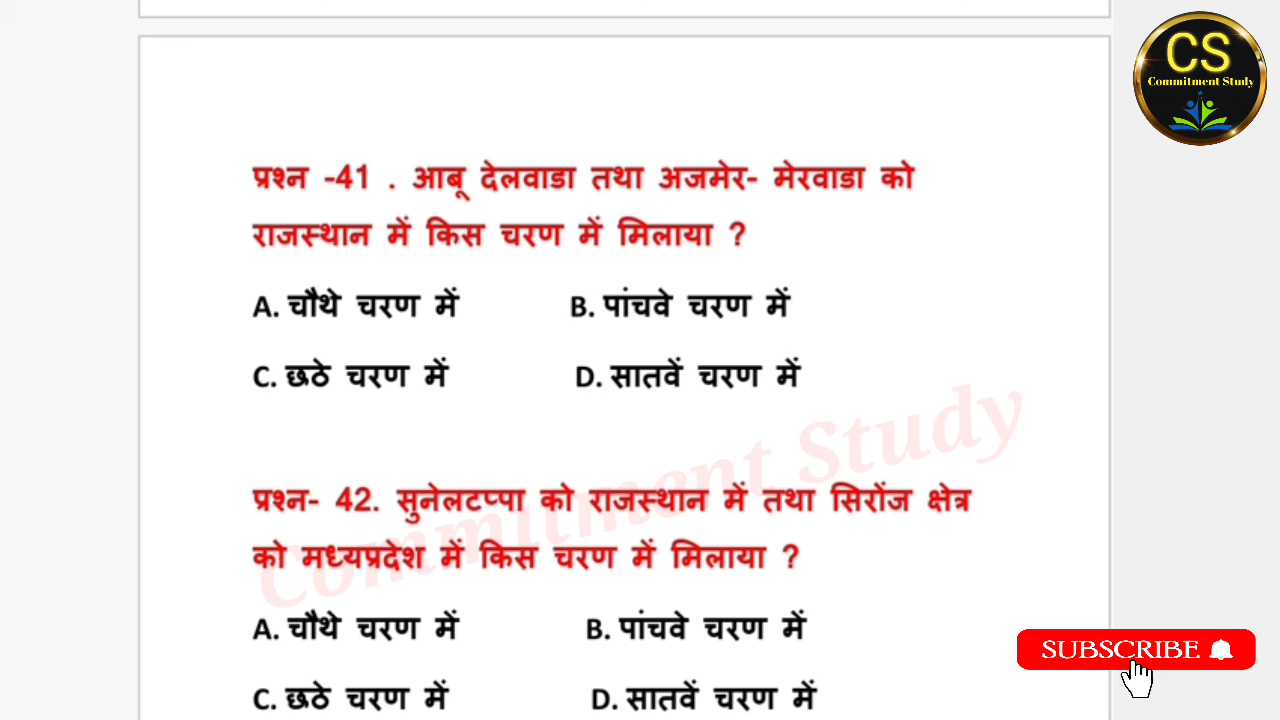 CS
Commitment Study
प्रश्न -41 . आबू देलवाडा तथा अजमेर- मेरवाडा को
राजस्थान में किस चरण में मिलाया ?
A. चौथे चरण में B. पांचवे चरण में
C. छठे चरण में D. सातवें चरण में
Commitment Study
प्रश्न- 42. सुनेलटप्पा को राजस्थान में तथा सिरोंज क्षेत्र
को मध्यप्रदेश में किस चरण में मिलाया ?
A. चौथे चरण में B. पांचवे चरण में
SUBSCRIBE
C. छठे चरण में D. सातवें चरण में